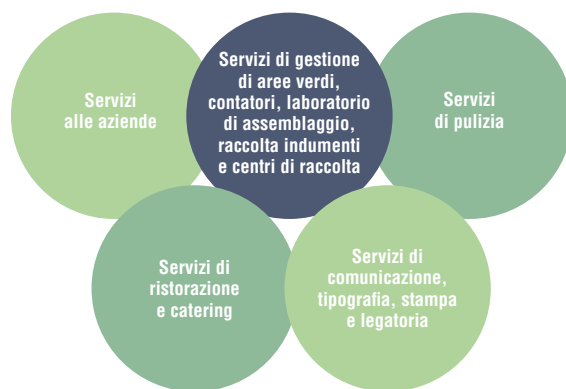 Servizi
alle aziende
Servizi di gestione
di aree verdi,
contatori, laboratorio
di assemblaggio,
raccolta indumenti
e centri di raccolta
Servizi
di pulizia
Servizi di
ristorazione
e catering
Servizi di
comunicazione,
tipografia, stampa
e legatoria